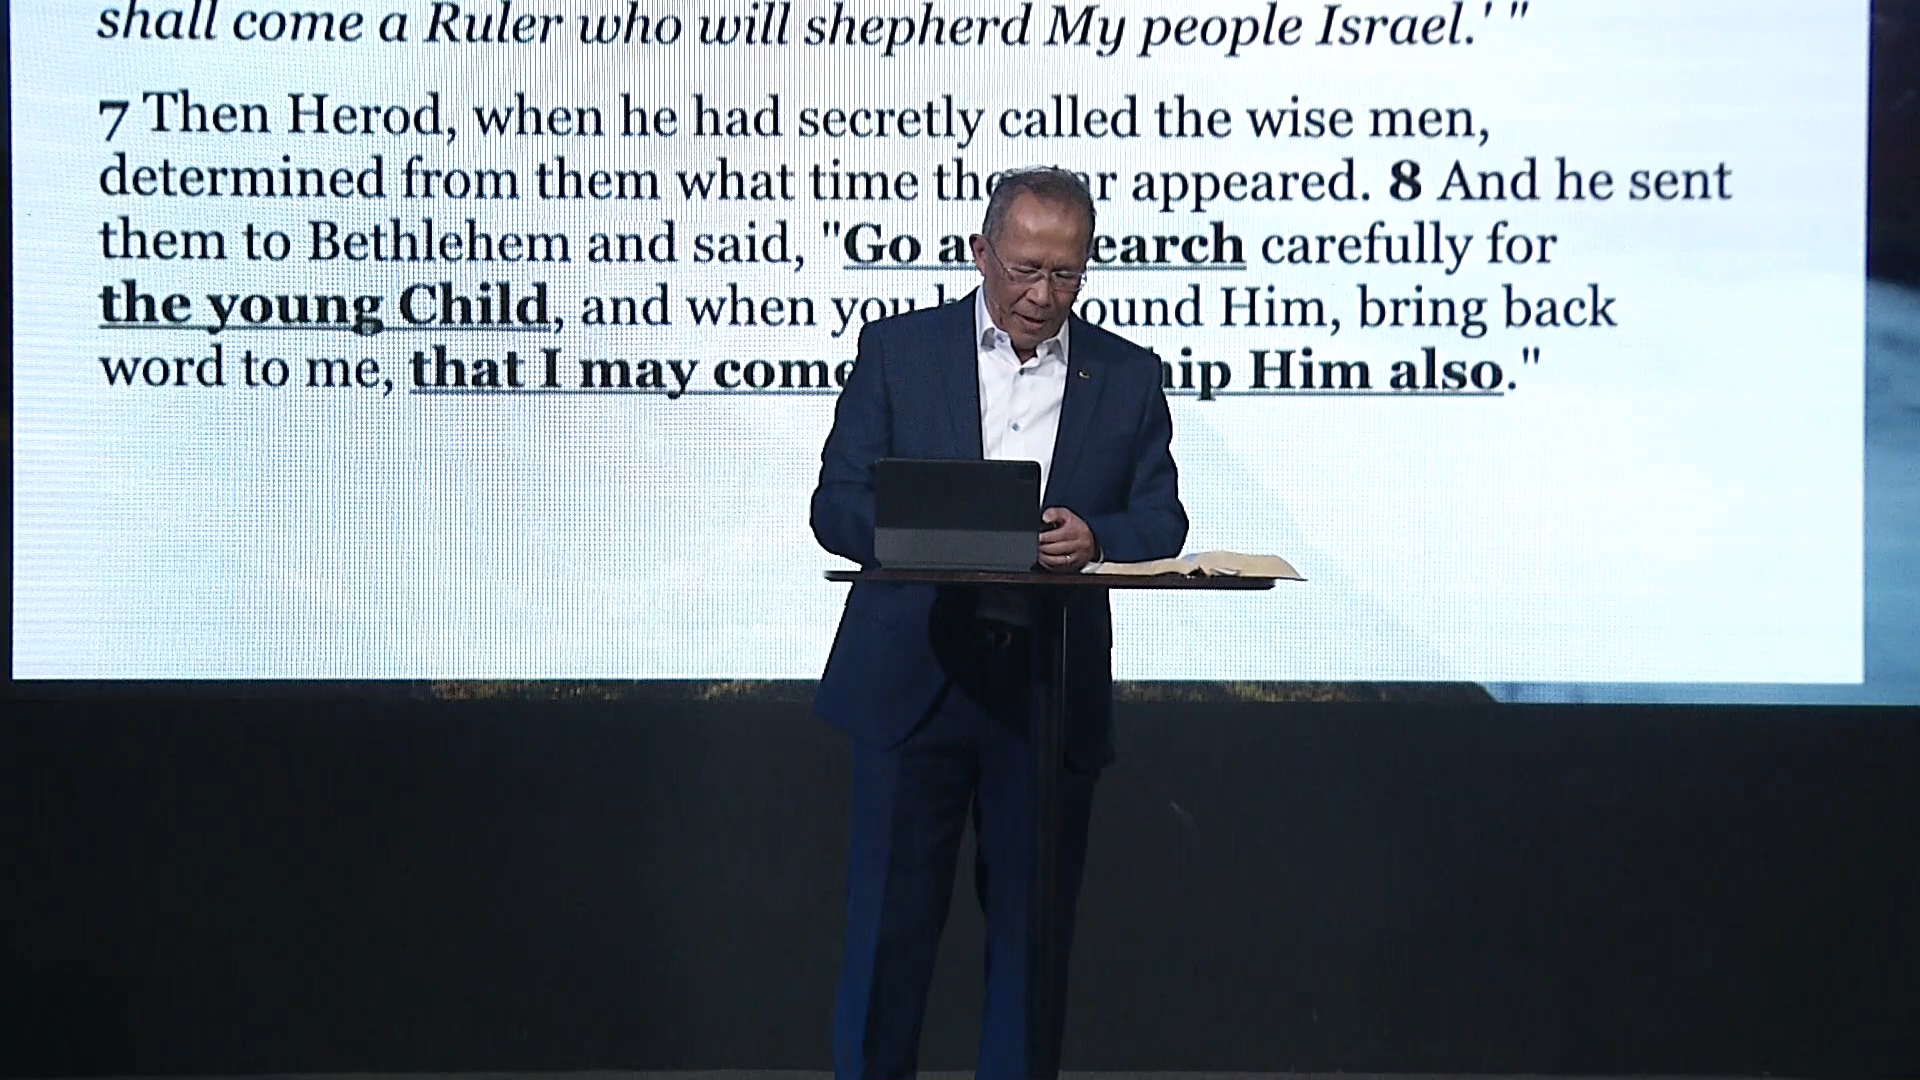 shall come a Ruler who will shepherd My people Israel.' "
7 Then Herod, when he had secretly called the wise men,
determined from them what time the appeared. 8 And he sent
them to Bethlehem and said, "Go earch carefully for
the young Child, and when you ound Him, bring back
word to me, that I may come hip Him also."